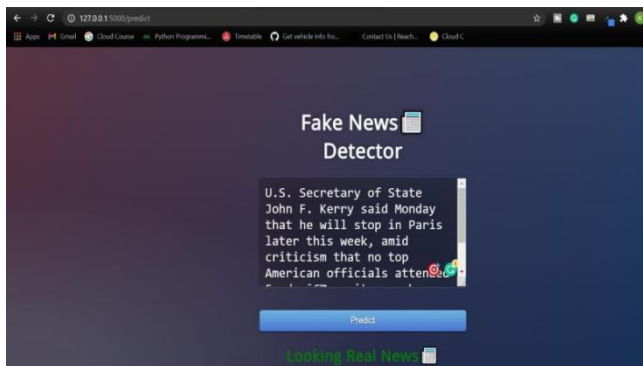 127.0.0.1:5000/predict
Apps Gmail Cloud Course Python Programmi... Timetable Get vehicle info fro... Contact Us | Reach... Cloud C
Fake News
Detector
U.S. Secretary of State
John F. Kerry said Monday
that he will stop in Paris
later this week, amid
criticism that no top
American officials attended
Predict
Looking Real News